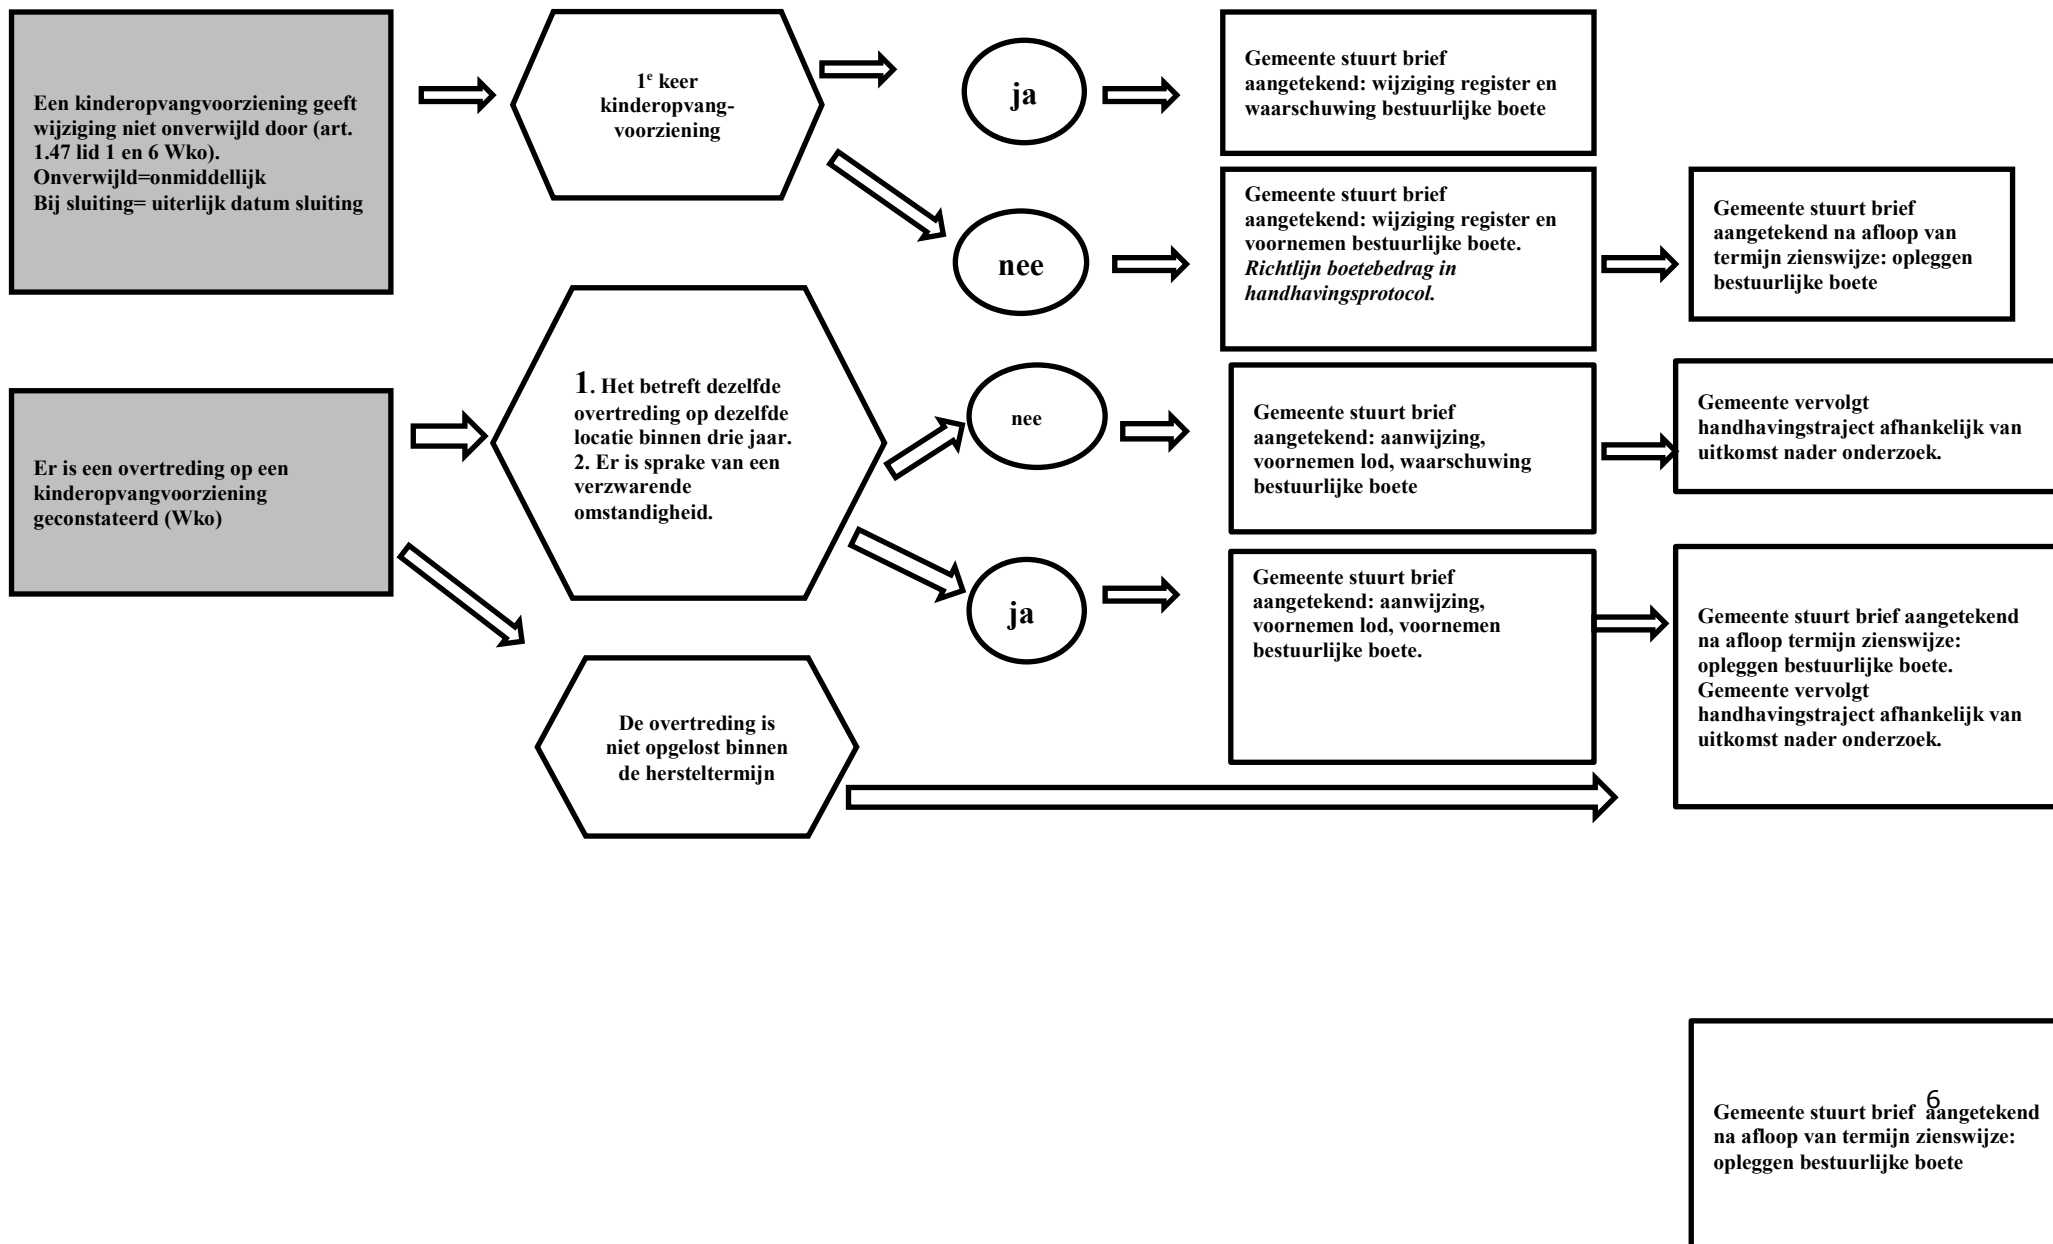 Een kinderopvangvoorziening geeft
wijziging niet onverwijld door (art.
1.47 lid 1 en 6 Wko).
Onverwijld=onmiddellijk
Bij sluiting= uiterlijk datum sluiting
1e keer
kinderopvang-
voorziening
ja
Gemeente stuurt brief
aangetekend: wijziging register en
waarschuwing bestuurlijke boete
nee
Gemeente stuurt brief
aangetekend: wijziging register en
voornemen bestuurlijke boete.
Richtlijn boetebedrag in
handhavingsprotocol.
Gemeente stuurt brief
aangetekend na afloop van
termijn zienswijze: opleggen
bestuurlijke boete
Er is een overtreding op een
kinderopvangvoorziening
geconstateerd (Wko)
1. Het betreft dezelfde
overtreding op dezelfde
locatie binnen drie jaar.
2. Er is sprake van een
verzwarende
omstandigheid.
nee
Gemeente stuurt brief
aangetekend: aanwijzing,
voornemen lod, waarschuwing
bestuurlijke boete
Gemeente vervolgt
handhavingstraject afhankelijk van
uitkomst nader onderzoek.
ja
Gemeente stuurt brief
aangetekend: aanwijzing,
voornemen lod, voornemen
bestuurlijke boete.
Gemeente stuurt brief aangetekend
na afloop termijn zienswijze:
opleggen bestuurlijke boete.
Gemeente vervolgt
handhavingstraject afhankelijk van
uitkomst nader onderzoek.
De overtreding is
niet opgelost binnen
de hersteltermijn
6
Gemeente stuurt brief aangetekend
na afloop van termijn zienswijze:
opleggen bestuurlijke boete